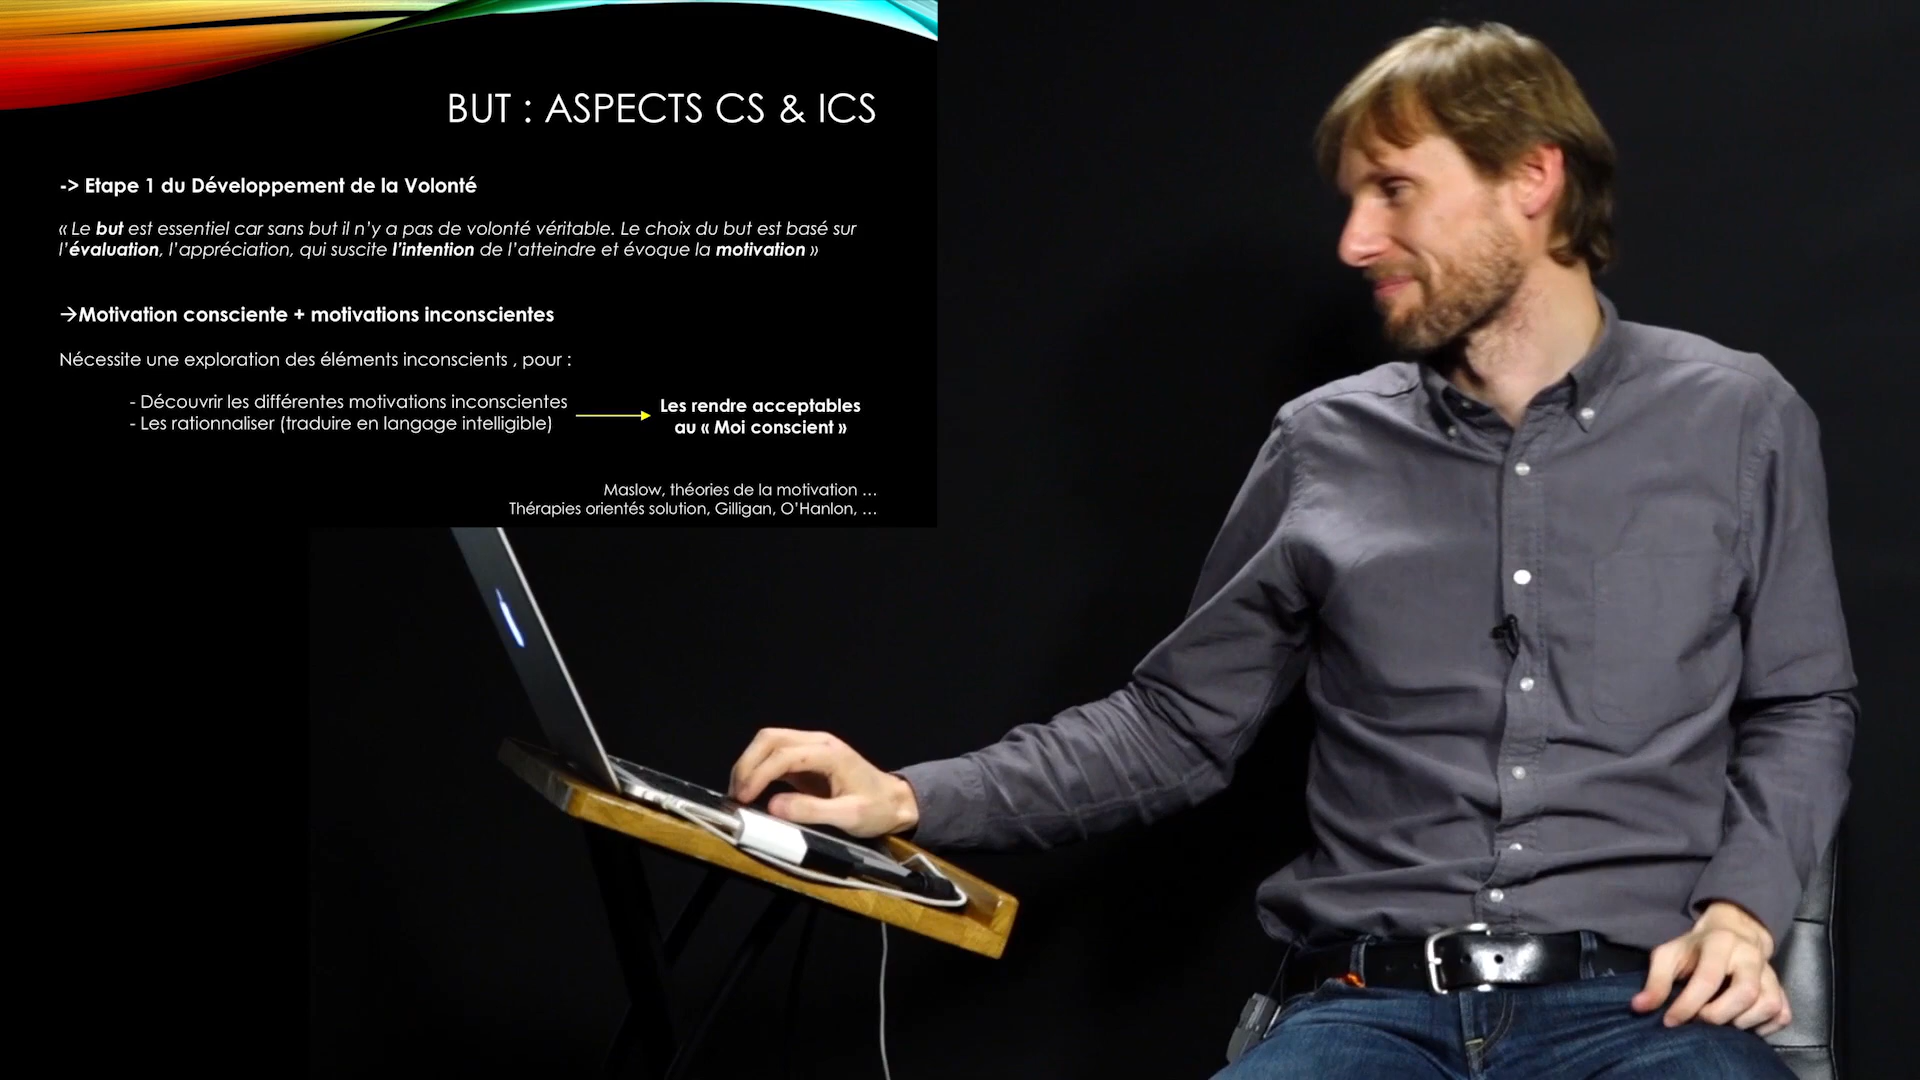 BUT : ASPECTS CS & ICS
-> Etape 1 du Développement de la Volonté
« Le but est essentiel car sans but il n’y a pas de volonté véritable. Le choix du but est basé sur
l’évaluation, l’appréciation, qui suscite l’intention de l’atteindre et évoque la motivation »
→Motivation consciente + motivations inconscientes
Nécessite une exploration des éléments inconscients , pour :
- Découvrir les différentes motivations inconscientes
- Les rationnaliser (traduire en langage intelligible)
Les rendre acceptables
au « Moi conscient »
Maslow, théories de la motivation …
Thérapies orientés solution, Gilligan, O’Hanlon, …